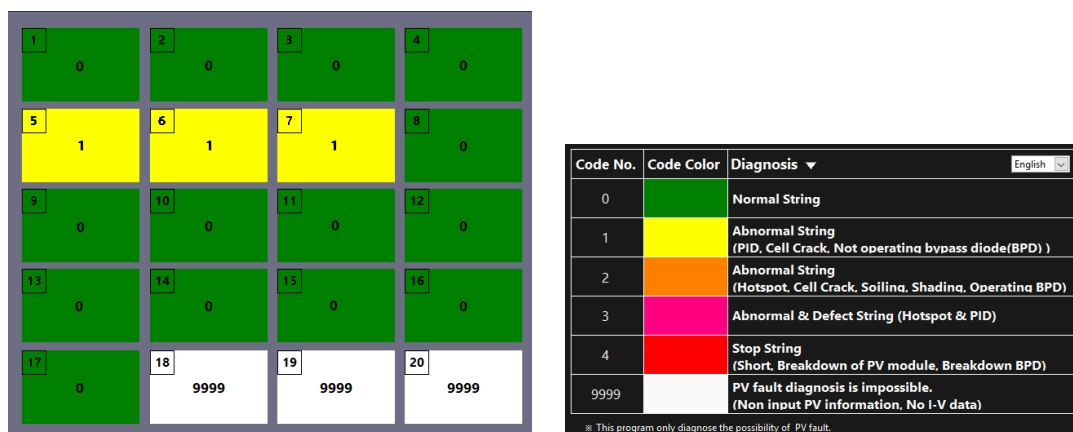 1 2 3 4
0 0 0 0
5 6 7 8
1 1 1 0
9 10 11 12
0 0 0 0
13 14 15 16
0 0 0 0
17 18 19 20
0 9999 9999 9999
Code No. Code Color Diagnosis ▼ English
0 Normal String
1 Abnormal String
(PID, Cell Crack, Not operating bypass diode(BPD) )
2 Abnormal String
(Hotspot, Cell Crack, Soiling, Shading, Operating BPD)
3 Abnormal & Defect String (Hotspot & PID)
4 Stop String
(Short, Breakdown of PV module, Breakdown BPD)
9999 PV fault diagnosis is impossible.
(Non input PV information, No I-V data)
※ This program only diagnose the possibility of PV fault.